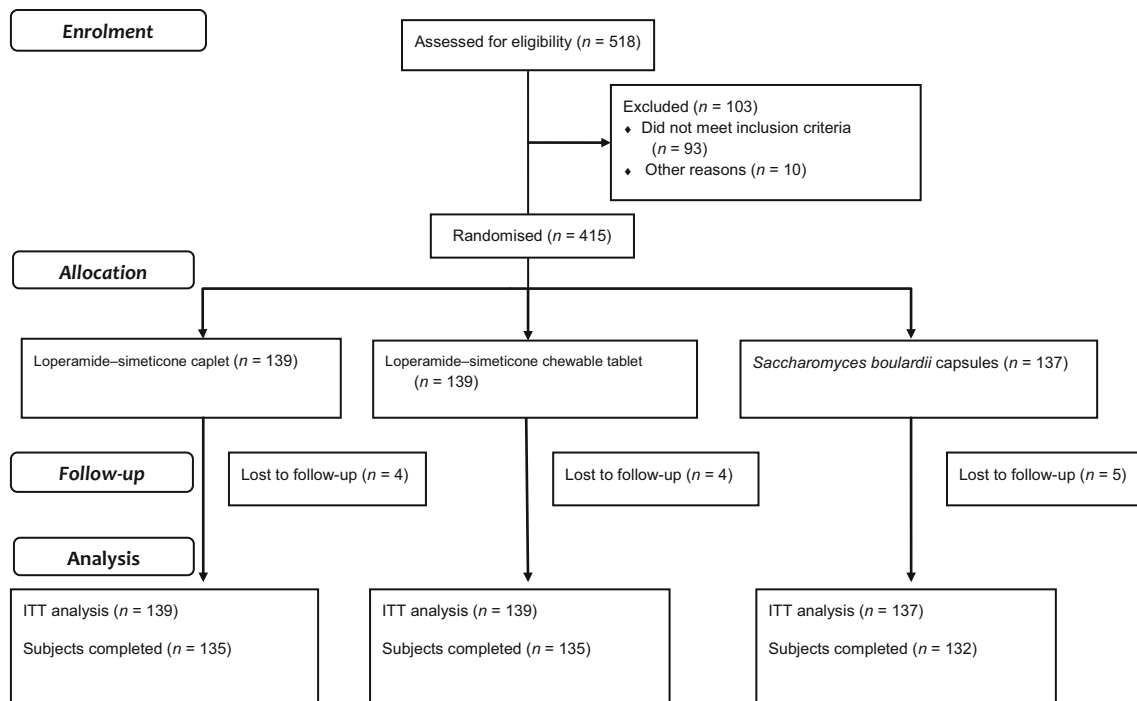 Enrolment
Assessed for eligibility (n = 518)
Excluded (n = 103)
♦ Did not meet inclusion criteria
(n = 93)
♦ Other reasons (n = 10)
Randomised (n = 415)
Allocation
Loperamide–simeticone caplet (n = 139)
Loperamide–simeticone chewable tablet
(n = 139)
Saccharomyces boulardii capsules (n = 137)
Follow-up
Lost to follow-up (n = 4)
Lost to follow-up (n = 4)
Lost to follow-up (n = 5)
Analysis
ITT analysis (n = 139)
Subjects completed (n = 135)
ITT analysis (n = 139)
Subjects completed (n = 135)
ITT analysis (n = 137)
Subjects completed (n = 132)